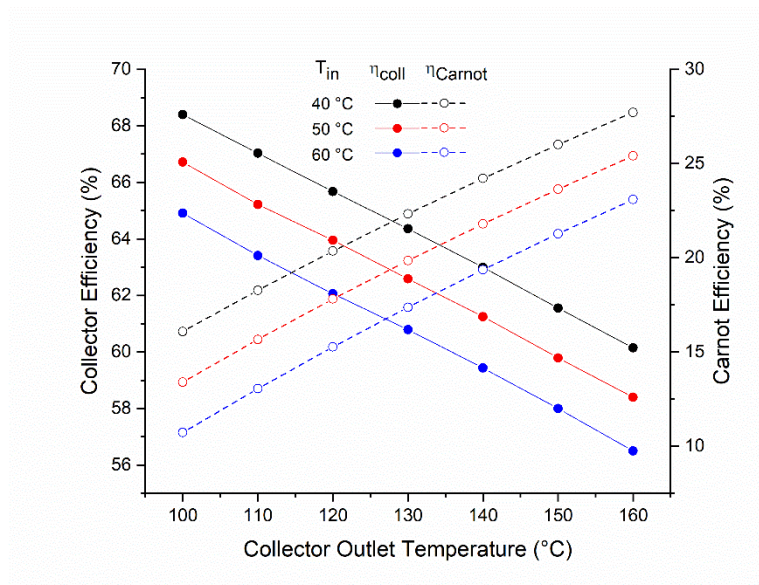 T_in η_coll η_Carnot
40 °C
50 °C
60 °C
Collector Efficiency (%)
70
68
66
64
62
60
58
56
Carnot Efficiency (%)
30
25
20
15
10
100 110 120 130 140 150 160
Collector Outlet Temperature (°C)